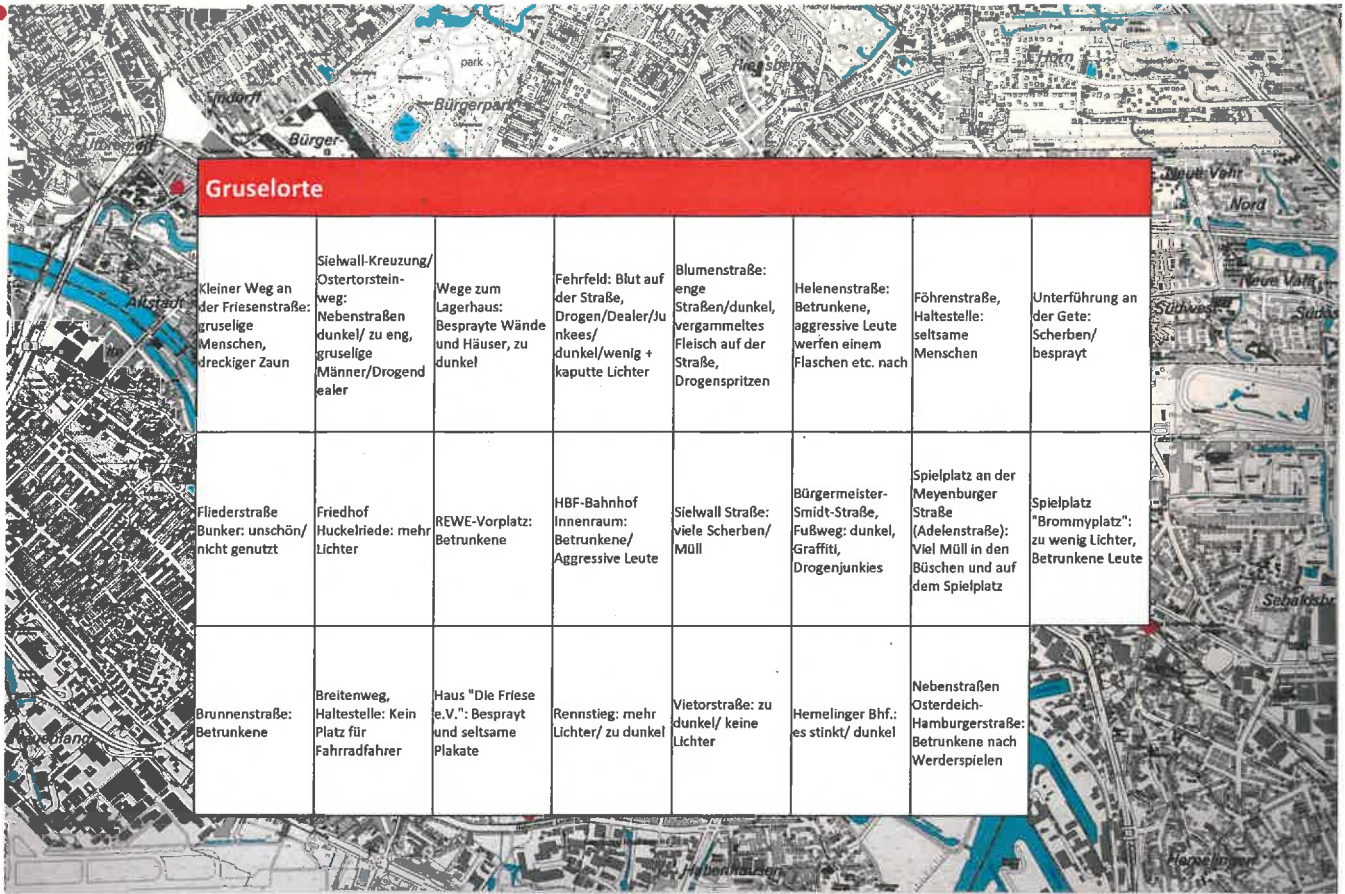 park
Bürgerpark
Bürger-
Gruselorte
Neue Vahr
Nord
Kleiner Weg an
der Friesenstraße:
gruselige
Menschen,
dreckiger Zaun
Sielwall-Kreuzung/
Ostertorstein-
weg:
Nebenstraßen
dunkel/ zu eng,
gruselige
Männer/Drogend
ealer
Wege zum
Lagerhaus:
Besprayte Wände
und Häuser, zu
dunkel
Fehrfeld: Blut auf
der Straße,
Drogen/Dealer/Ju
nkees/
dunkel/wenig +
kaputte Lichter
Blumenstraße:
enge
Straßen/dunkel,
vergammeltes
Fleisch auf der
Straße,
Drogenspritzen
Helenenstraße:
Betrunkene,
aggressive Leute
werfen einem
Flaschen etc. nach
Föhrenstraße,
Haltestelle:
seltsame
Menschen
Unterführung an
der Gete:
Scherben/
besprayt
Altstadt
Neue Vahr
Südwest
Südos
Fliederstraße
Bunker: unschön/
nicht genutzt
Friedhof
Huckelriede: mehr
Lichter
REWE-Vorplatz:
Betrunkene
HBF-Bahnhof
Innenraum:
Betrunkene/
Aggressive Leute
Sielwall Straße:
viele Scherben/
Müll
Bürgermeister-
Smidt-Straße,
Fußweg: dunkel,
Graffiti,
Drogenjunkies
Spielplatz an der
Meyenburger
Straße
(Adelenstraße):
Viel Müll in den
Büschen und auf
dem Spielplatz
Spielplatz
"Brommyplatz":
zu wenig Lichter,
Betrunkene Leute
Sebaldsbr
Brunnenstraße:
Betrunkene
Breitenweg,
Haltestelle: Kein
Platz für
Fahrradfahrer
Haus "Die Friese
e.V.": Besprayt
und seltsame
Plakate
Rennstieg: mehr
Lichter/ zu dunkel
Vietorstraße: zu
dunkel/ keine
Lichter
Hemelinger Bhf.:
es stinkt/ dunkel
Nebenstraßen
Osterdeich-
Hamburgerstraße:
Betrunkene nach
Werderspielen
Habenhausen
Hemelingen